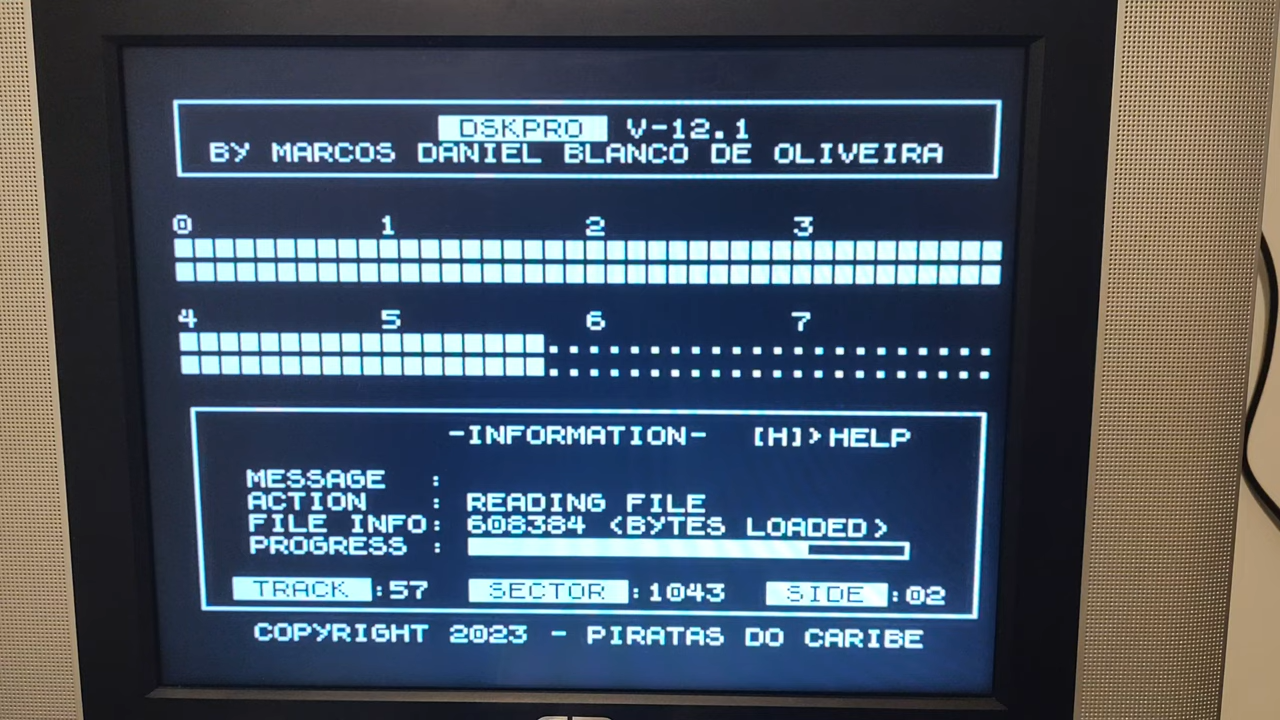 DSKPRO V-12.1
BY MARCOS DANIEL BLANCO DE OLIVEIRA
0 1 2 3
4 5 6 7
-INFORMATION- [H]>HELP
MESSAGE :
ACTION : READING FILE
FILE INFO: 608384 <BYTES LOADED>
PROGRESS :
TRACK:57 SECTOR:1043 SIDE:02
COPYRIGHT 2023 - PIRATAS DO CARIBE